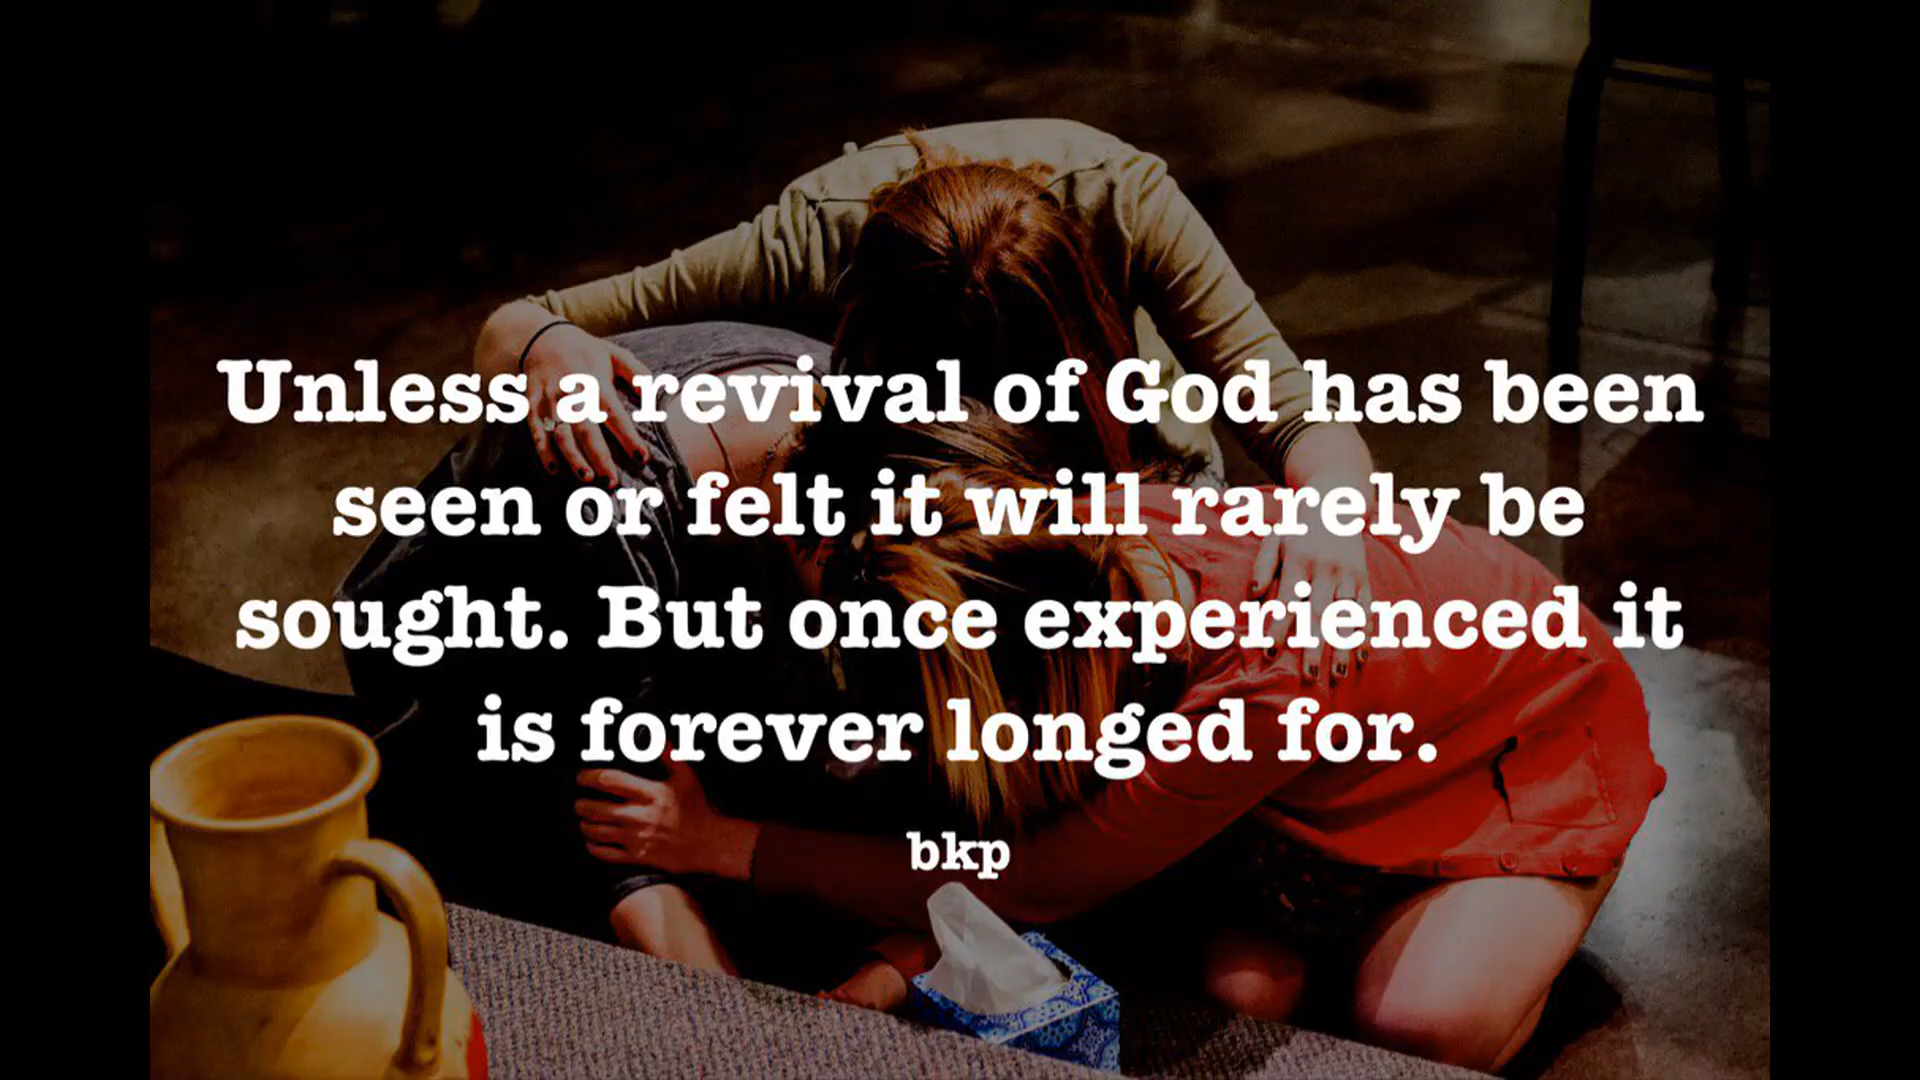 Unless a revival of God has been
seen or felt it will rarely be
sought. But once experienced it
is forever longed for.
bkp